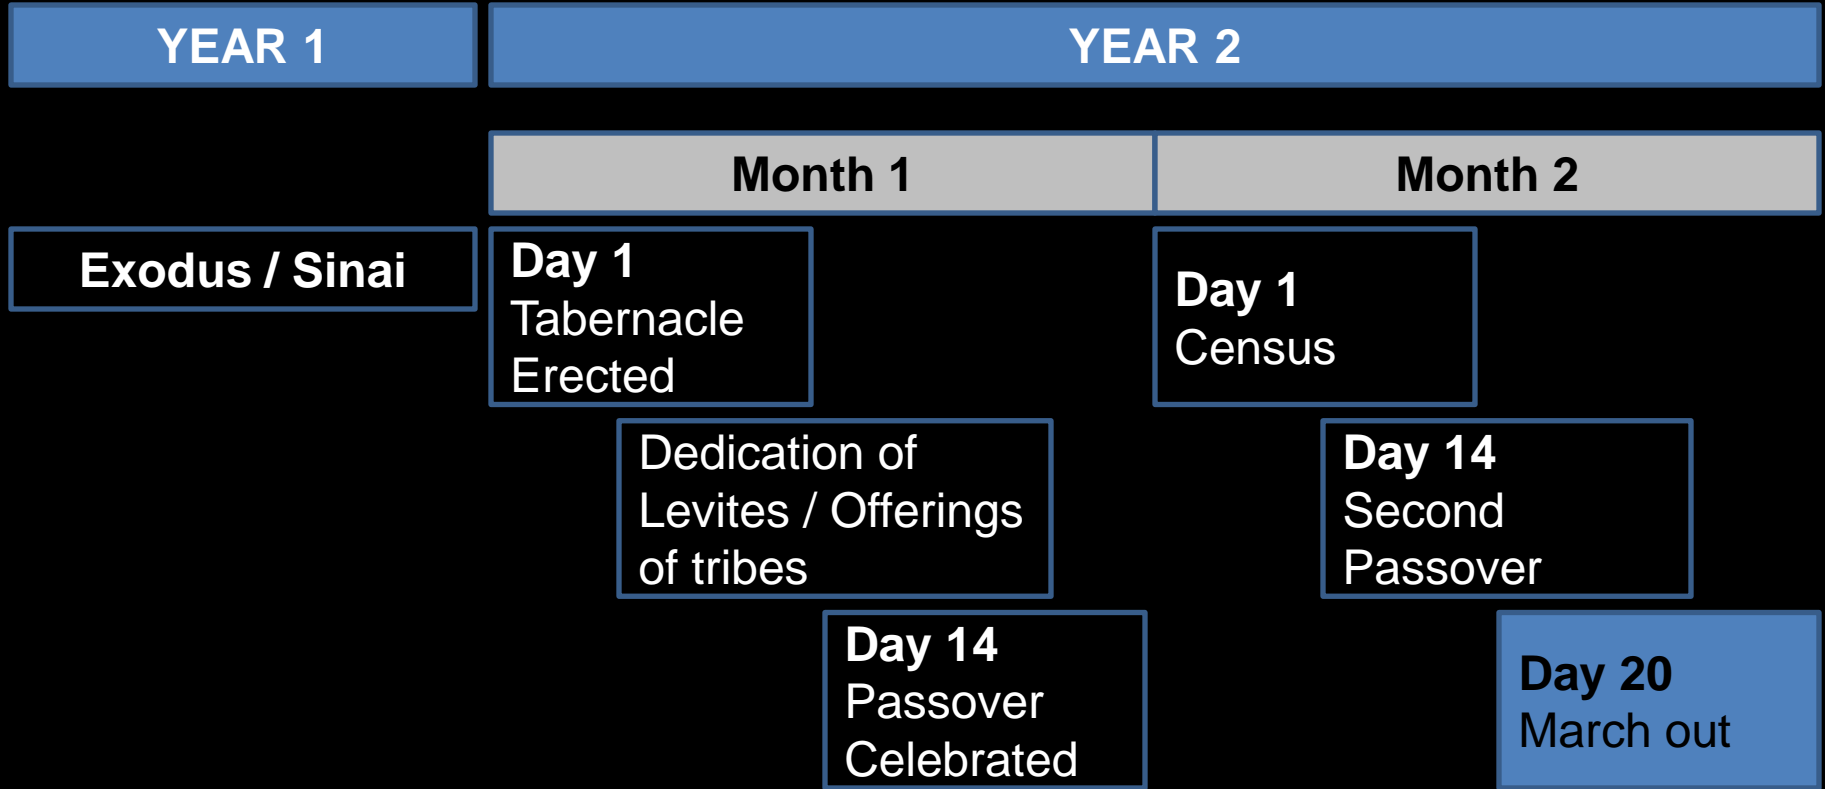 YEAR 1
YEAR 2
Month 1
Month 2
Exodus / Sinai
Day 1
Tabernacle
Erected
Day 1
Census
Dedication of
Levites / Offerings
of tribes
Day 14
Second
Passover
Day 14
Passover
Celebrated
Day 20
March out